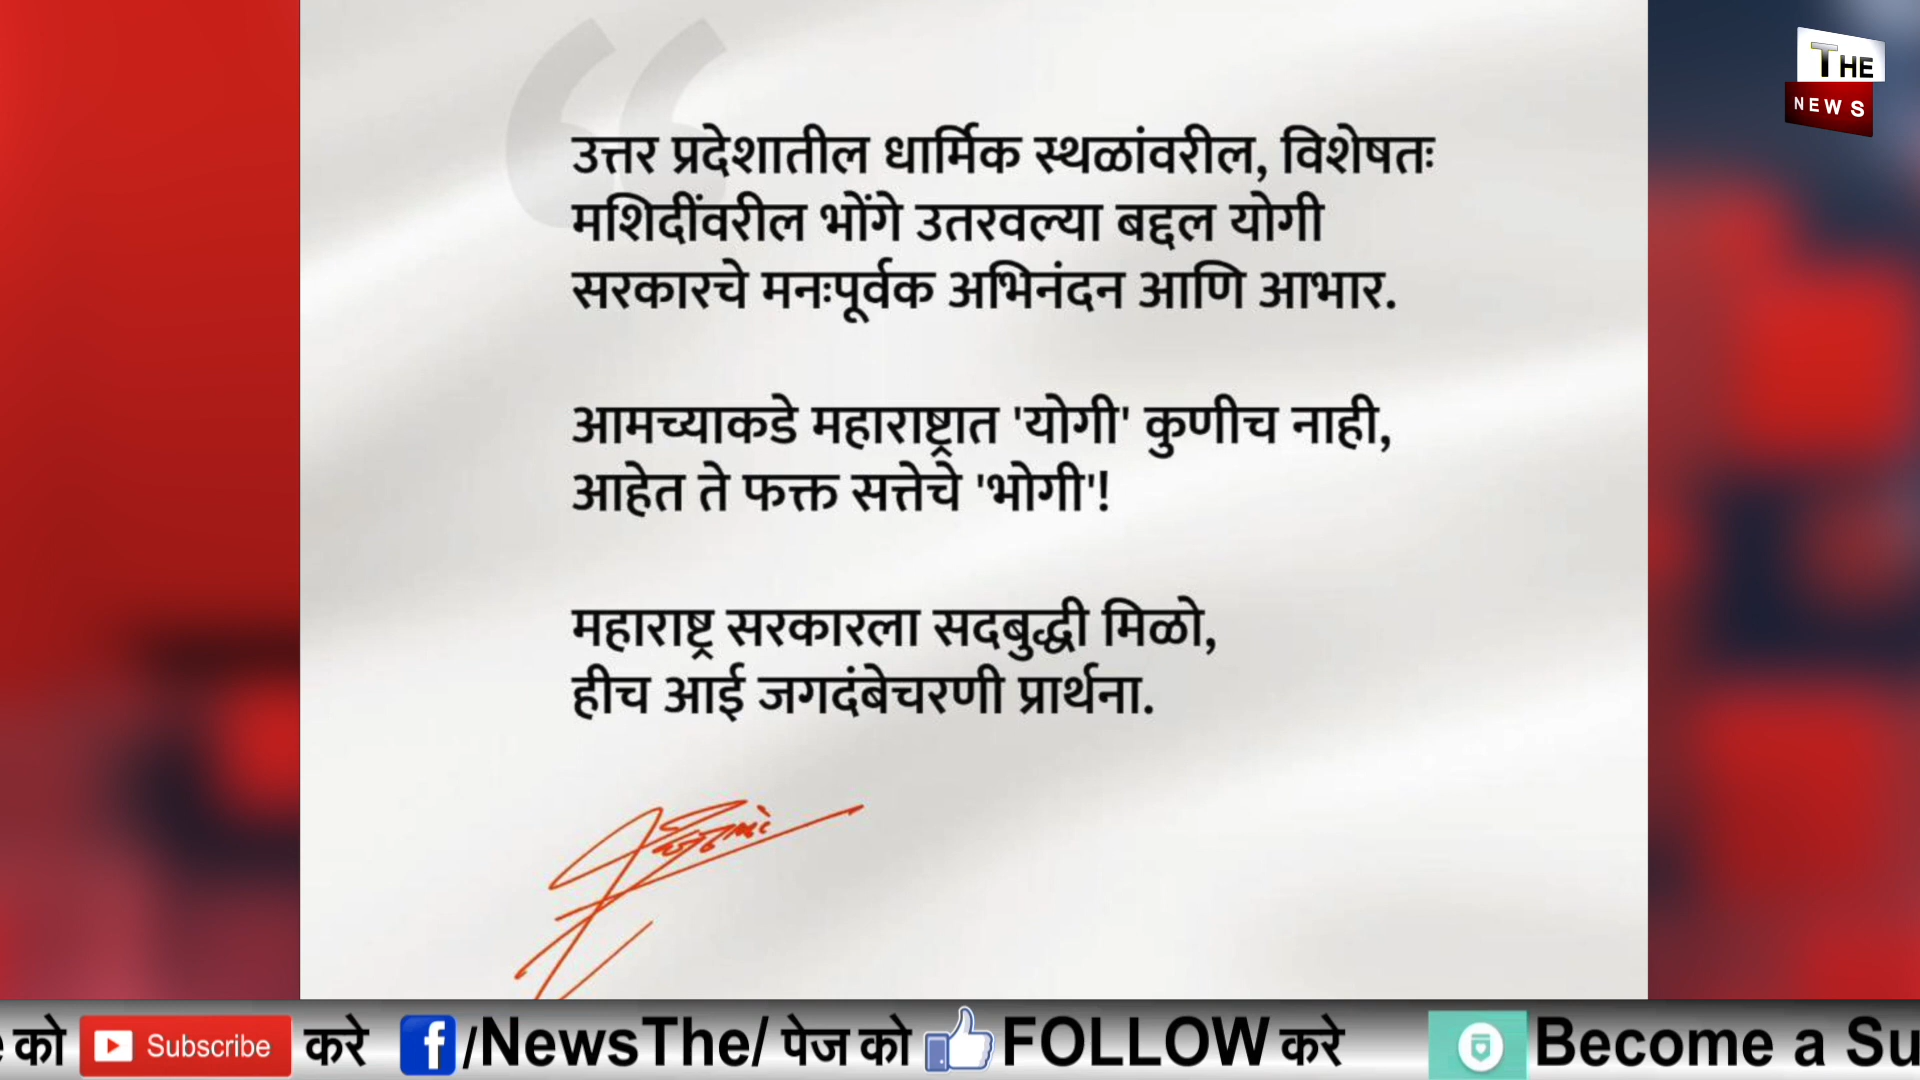 THE
NEWS
उत्तर प्रदेशातील धार्मिक स्थळांवरील, विशेषतः
मशिदींवरील भोंगे उतरवल्या बद्दल योगी
सरकारचे मनःपूर्वक अभिनंदन आणि आभार.
आमच्याकडे महाराष्ट्रात 'योगी' कुणीच नाही,
आहेत ते फक्त सत्तेचे 'भोगी'!
महाराष्ट्र सरकारला सदबुद्धी मिळो,
हीच आई जगदंबेचरणी प्रार्थना.
को Subscribe करे f/NewsThe/ पेज को FOLLOW करे Become a Su